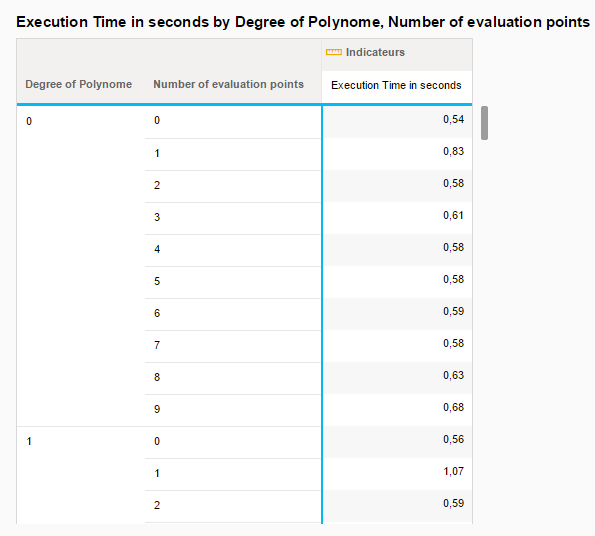 Execution Time in seconds by Degree of Polynome, Number of evaluation points
Indicateurs
Degree of Polynome Number of evaluation points Execution Time in seconds
0 0 0,54
1 0,83
2 0,58
3 0,61
4 0,58
5 0,58
6 0,59
7 0,58
8 0,63
9 0,68
1 0 0,56
1 1,07
2 0,59